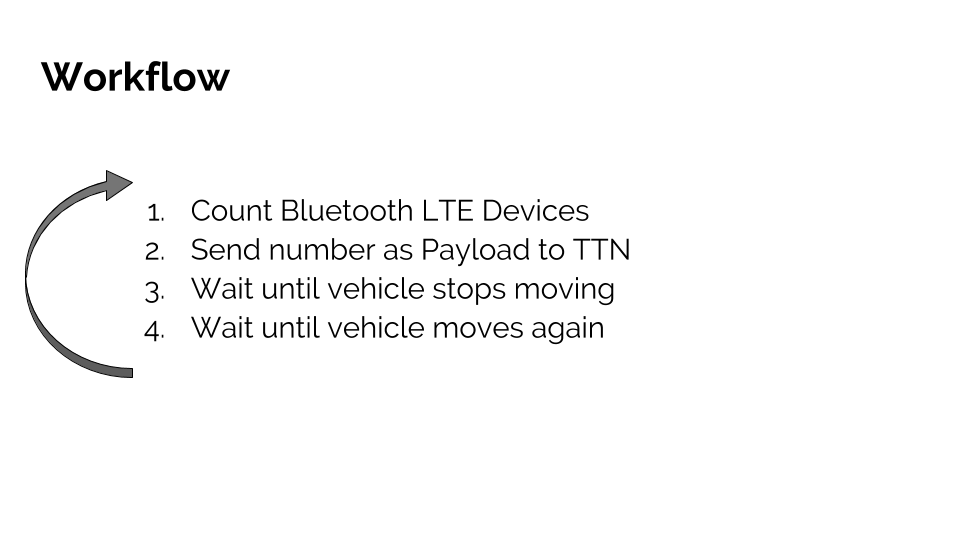 Workflow
1. Count Bluetooth LTE Devices
2. Send number as Payload to TTN
3. Wait until vehicle stops moving
4. Wait until vehicle moves again